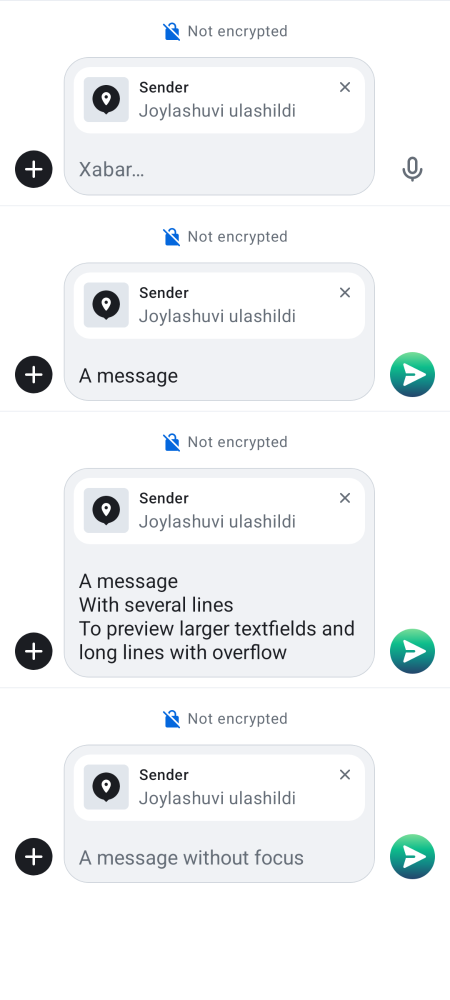 Not encrypted
Sender
Joylashuvi ulashildi
Xabar…
Not encrypted
Sender
Joylashuvi ulashildi
A message
Not encrypted
Sender
Joylashuvi ulashildi
A message
With several lines
To preview larger textfields and
long lines with overflow
Not encrypted
Sender
Joylashuvi ulashildi
A message without focus